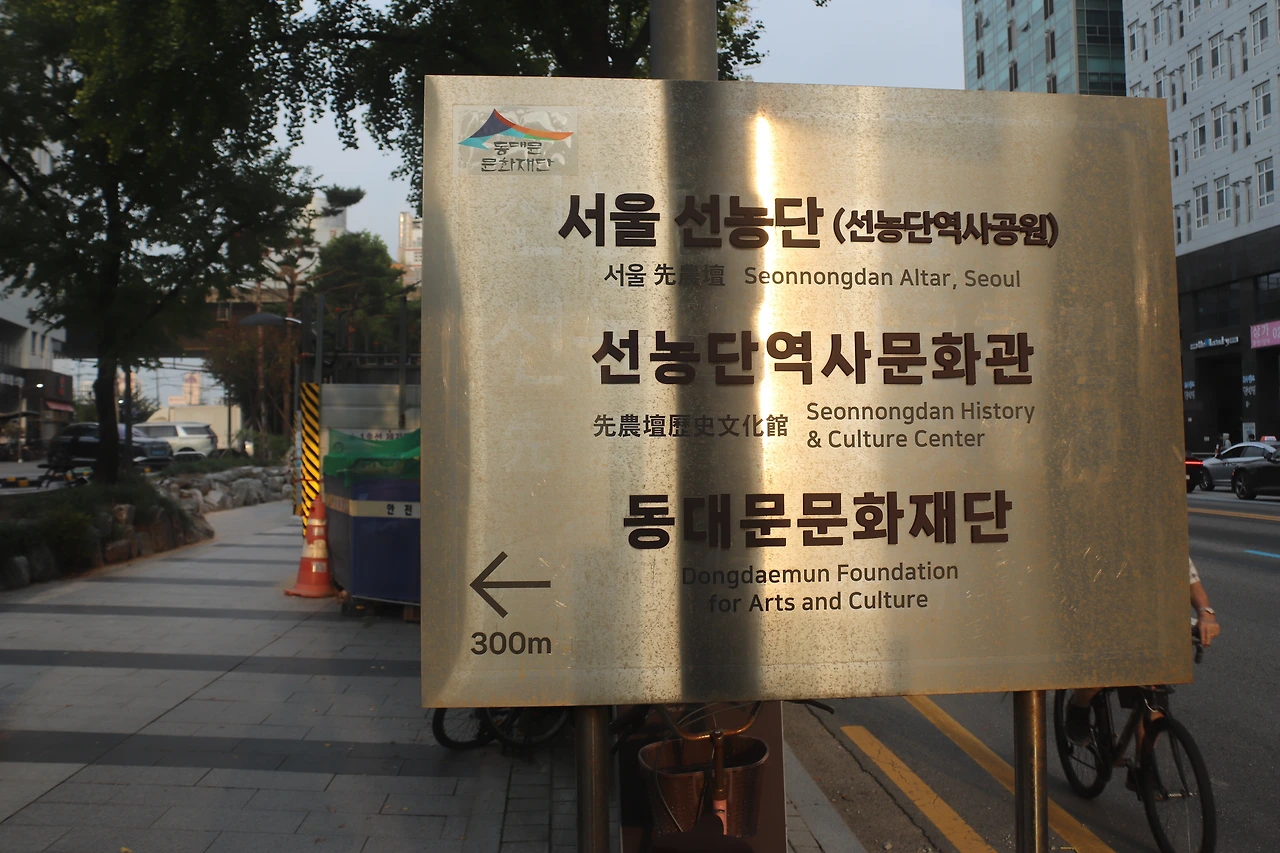 동대문
문화재단
서울 선농단 (선농단역사공원)
서울 先農壇 Seonnongdan Altar, Seoul
선농단역사문화관
先農壇歷史文化館 Seonnongdan History
& Culture Center
동대문문화재단
Dongdaemun Foundation
for Arts and Culture
300m
안 전